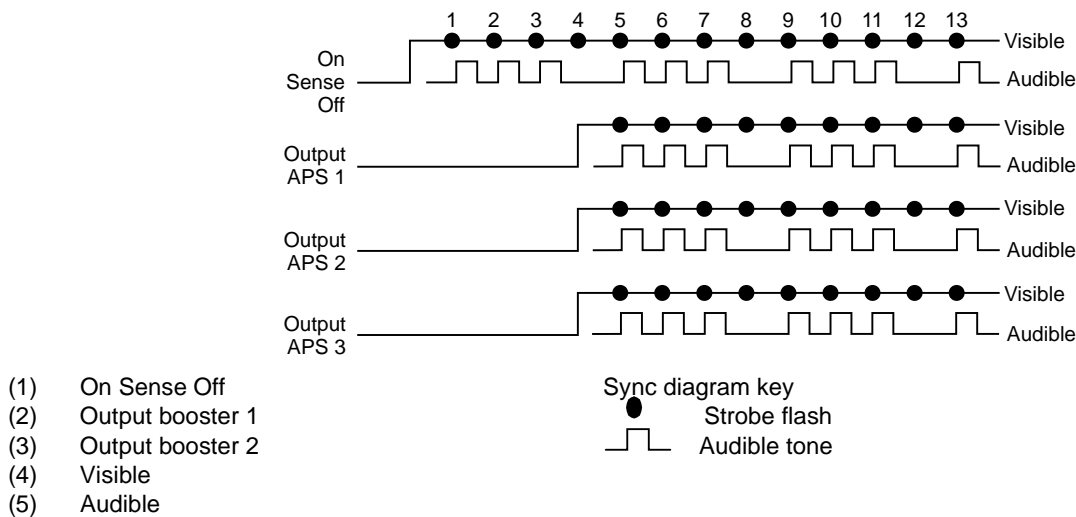 1 2 3 4 5 6 7 8 9 10 11 12 13
Visible
On
Sense
Off
Audible
Visible
Output
APS 1
Audible
Visible
Output
APS 2
Audible
Visible
Output
APS 3
Audible
(1) On Sense Off
(2) Output booster 1
(3) Output booster 2
(4) Visible
(5) Audible
Sync diagram key
Strobe flash
Audible tone